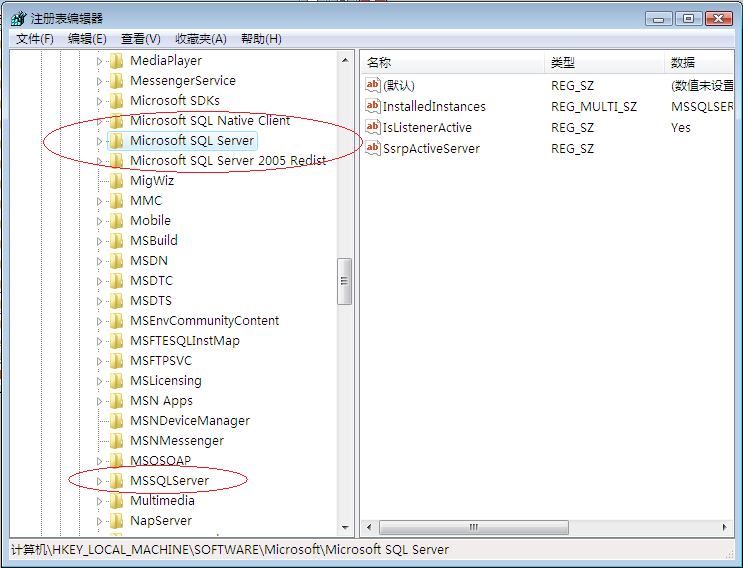 注册表编辑器
文件(F) 编辑(E) 查看(V) 收藏夹(A) 帮助(H)
MediaPlayer
MessengerService
Microsoft SDKs
Microsoft SQL Native Client
Microsoft SQL Server
Microsoft SQL Server 2005 Redist
MigWiz
MMC
Mobile
MSBuild
MSDN
MSDTC
MSDTS
MSEnvCommunityContent
MSFTESQLInstMap
MSFTPSVC
MSLicensing
MSN Apps
MSNDeviceManager
MSNMessenger
MSOSOAP
MSSQLServer
Multimedia
NapServer
名称 类型 数据
(默认) REG_SZ (数值未设置
InstalledInstances REG_MULTI_SZ MSSQLSER
IsListenerActive REG_SZ Yes
SsrpActiveServer REG_SZ
计算机\HKEY_LOCAL_MACHINE\SOFTWARE\Microsoft\Microsoft SQL Server